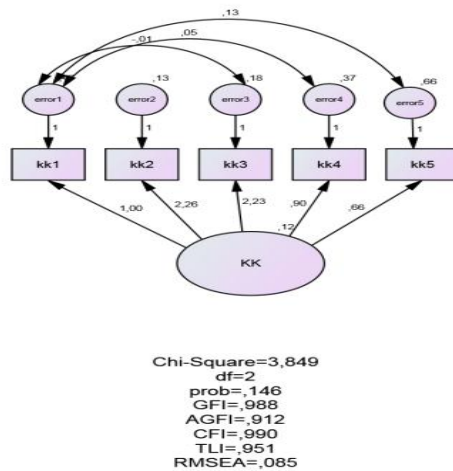 ,13
,05
-,01
,13
,18
,37
,66
error1 error2 error3 error4 error5
1 1 1 1 1
kk1 kk2 kk3 kk4 kk5
1,00 2,26 2,23 ,90 ,66
,12
KK
Chi-Square=3,849
df=2
prob=,146
GFI=,988
AGFI=,912
CFI=,990
TLI=,951
RMSEA=,085